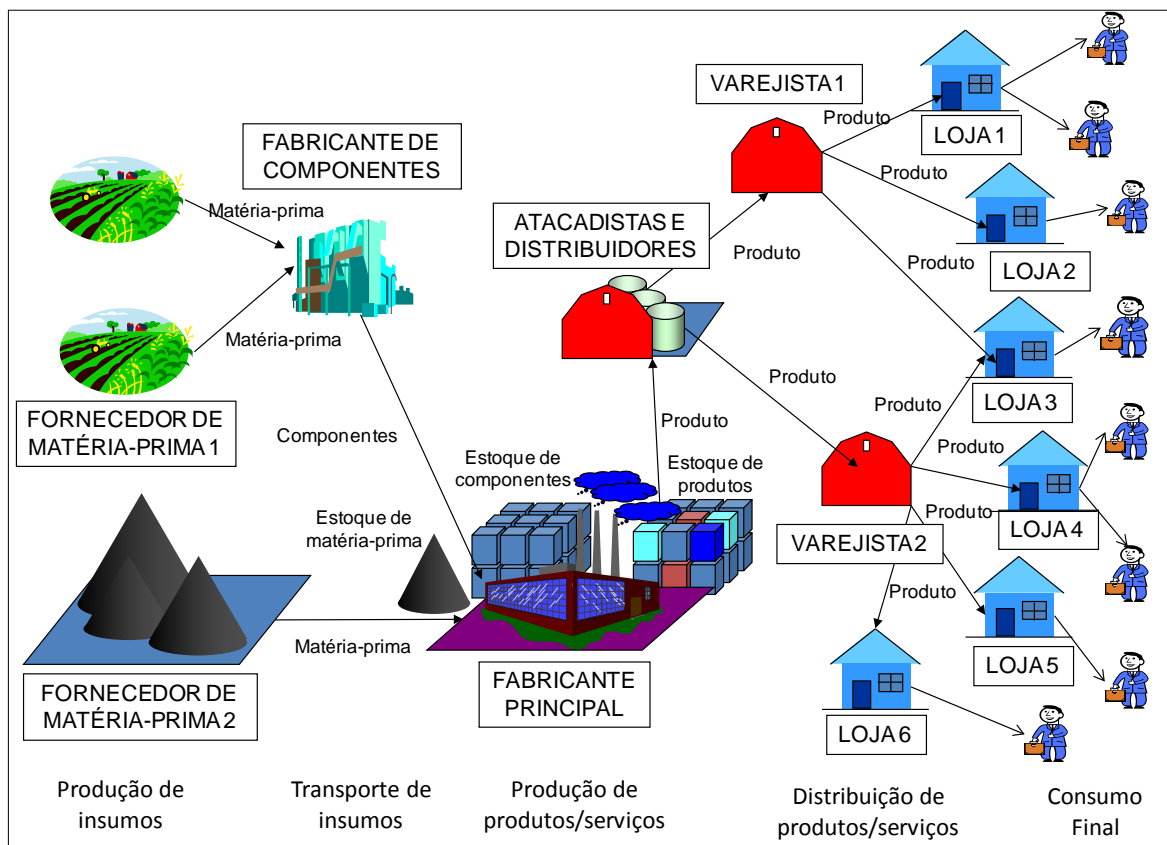 VAREJISTA 1
Produto
LOJA 1
FABRICANTE DE
COMPONENTES
Matéria-prima
Produto
ATACADISTAS E
DISTRIBUIDORES
Produto
LOJA 2
Produto
Matéria-prima
FORNECEDOR DE
MATÉRIA-PRIMA 1
Produto
LOJA 3
Produto
Componentes
Produto
Produto
Estoque de
componentes
Estoque de
produtos
Estoque de
matéria-prima
Produto
LOJA 4
VAREJISTA 2
Produto
Matéria-prima
LOJA 5
FORNECEDOR DE
MATÉRIA-PRIMA 2
FABRICANTE
PRINCIPAL
LOJA 6
Produção de
insumos
Transporte de
insumos
Produção de
produtos/serviços
Distribuição de
produtos/serviços
Consumo
Final